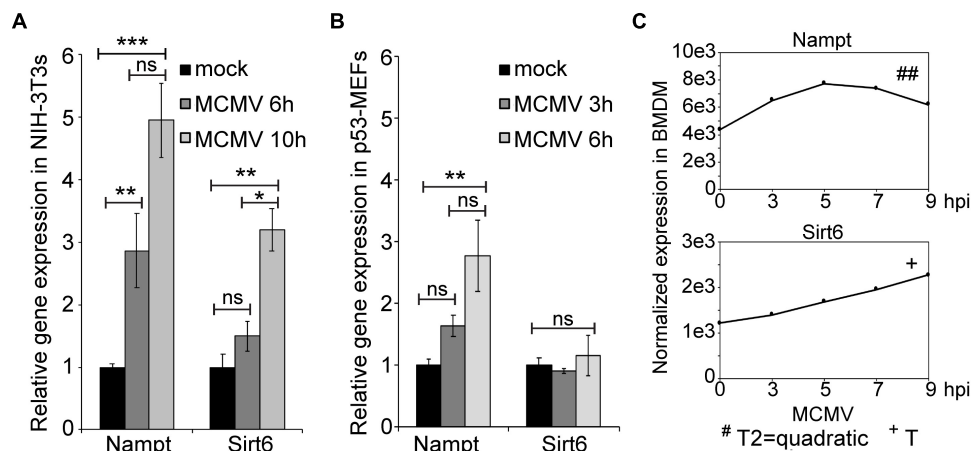 A
Relative gene expression in NIH-3T3s
6
5
4
3
2
1
0
***
ns
**
**
*
ns
mock
MCMV 6h
MCMV 10h
Nampt Sirt6
B
Relative gene expression in p53-MEFs
6
5
4
3
2
1
0
mock
MCMV 3h
MCMV 6h
**
ns
ns
ns
Nampt Sirt6
C
Normalized expression in BMDM
Nampt
10e3
8e3
6e3
4e3
2e3
0
##
0 3 5 7 9 hpi
Sirt6
3e3
2e3
1e3
0
+
0 3 5 7 9 hpi
MCMV
# T2=quadratic + T